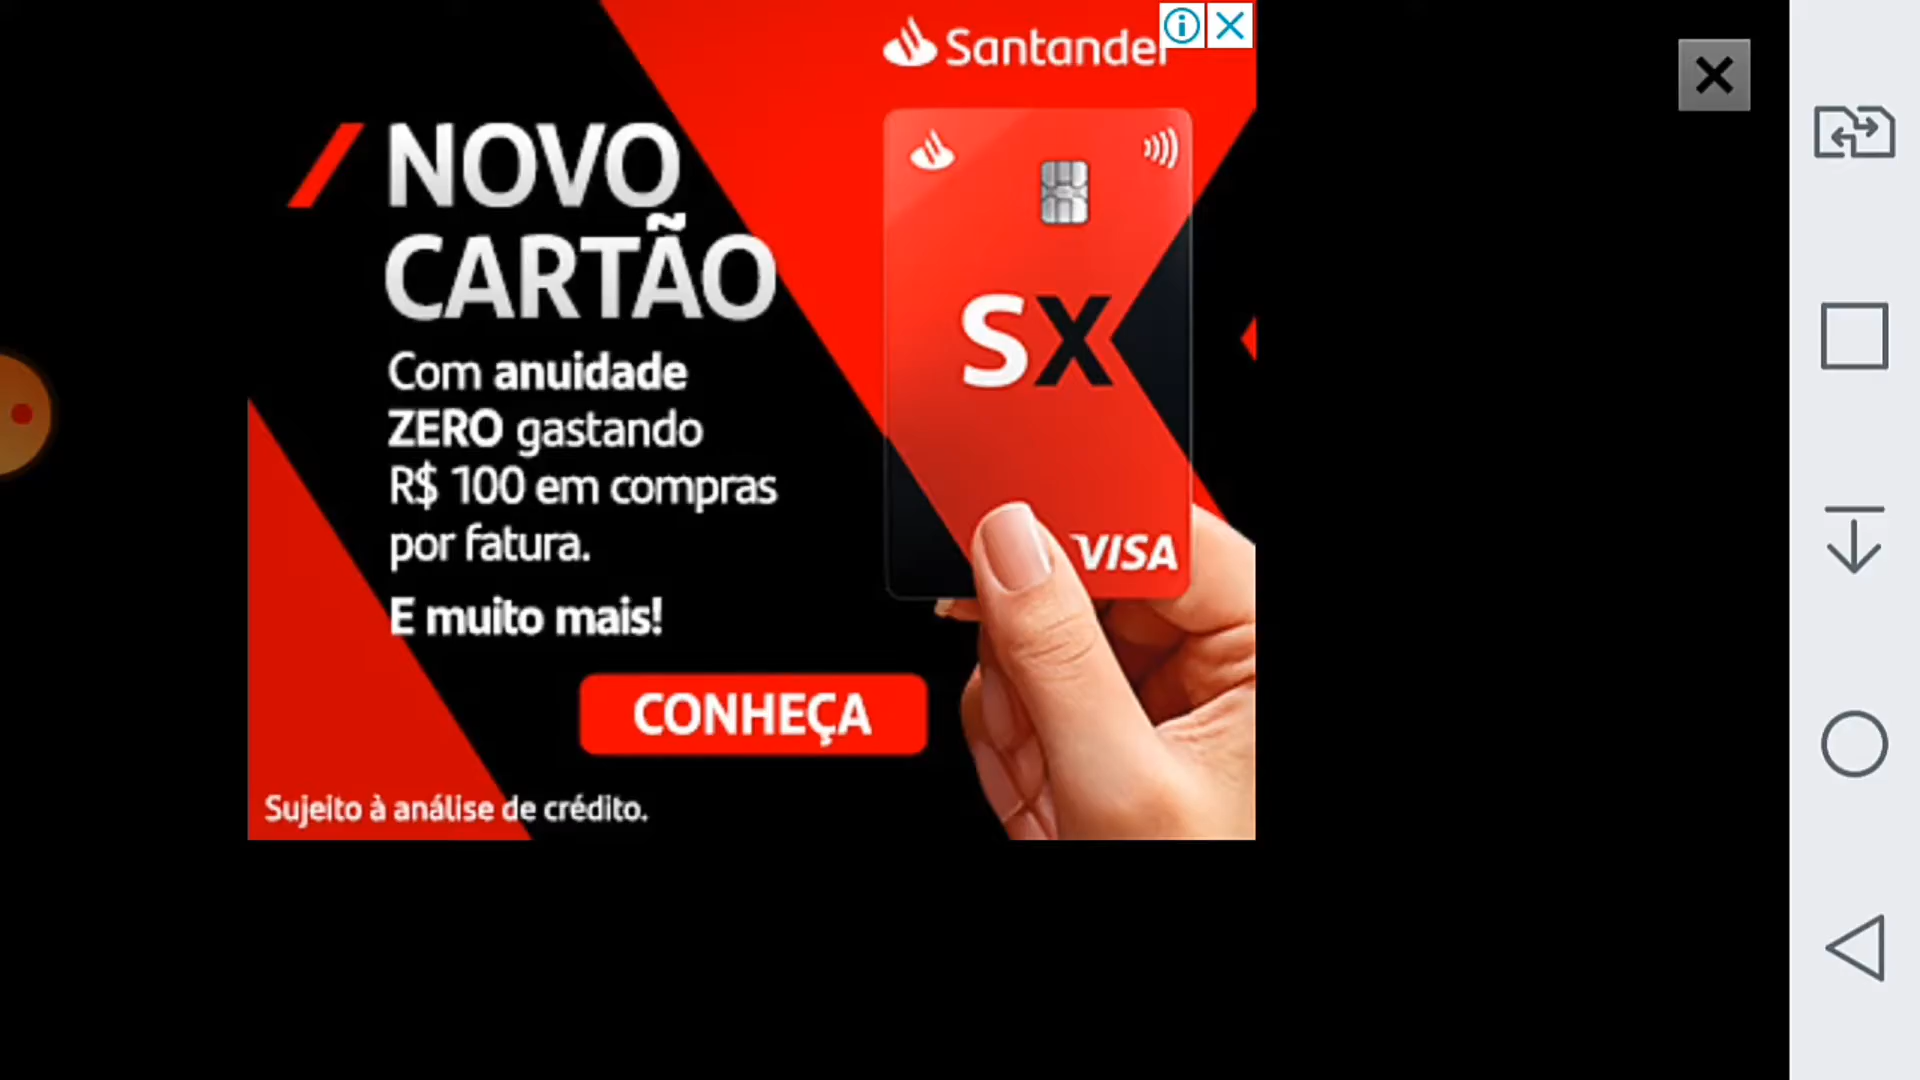 Santander
NOVO
CARTÃO
Com anuidade
ZERO gastando
R$ 100 em compras
por fatura.
E muito mais!
CONHEÇA
Sujeito à análise de crédito.
SX
VISA